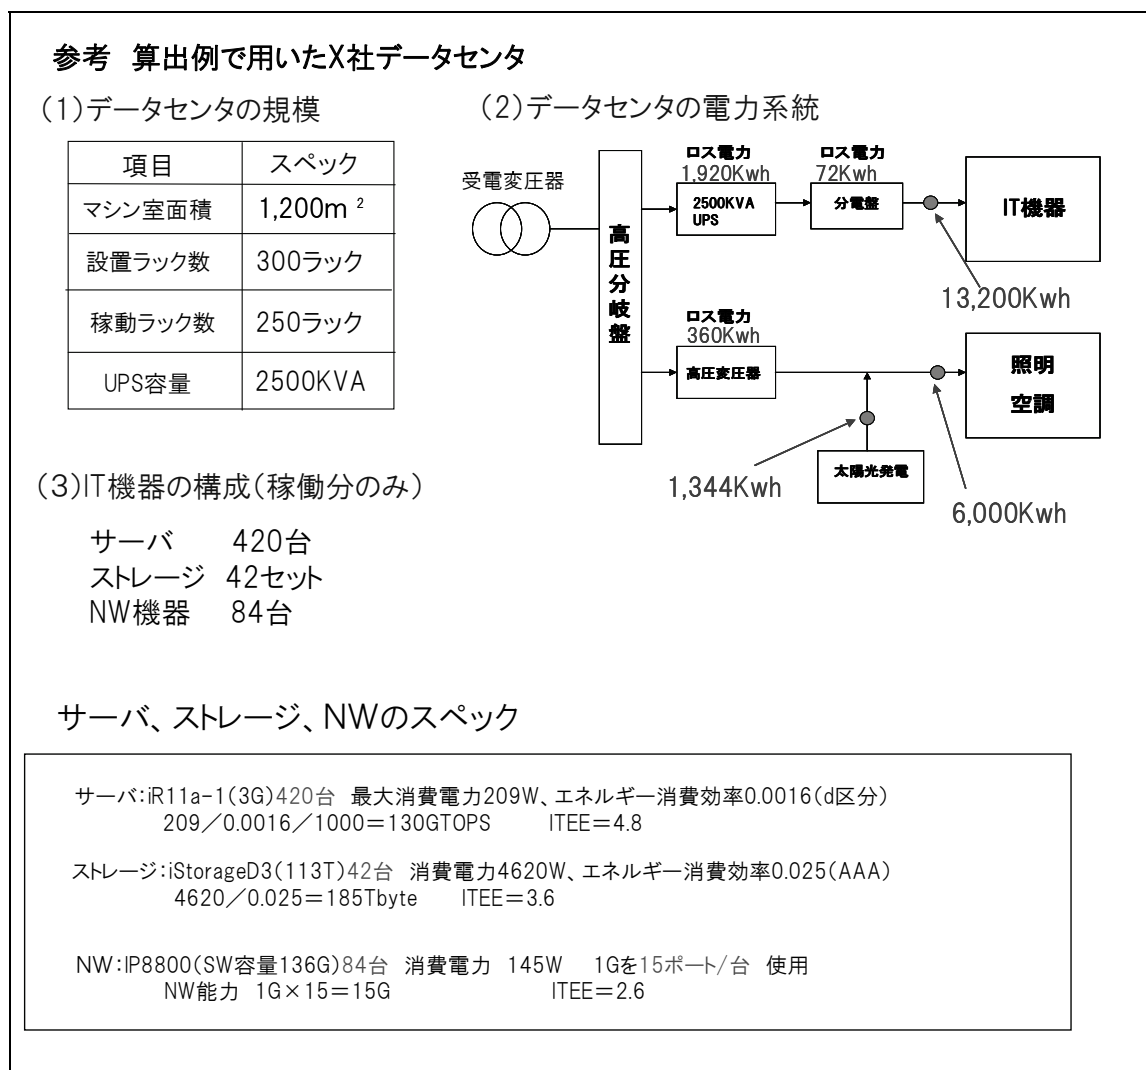 参考 算出例で用いたX社データセンタ
(1)データセンタの規模
項目 スペック
マシン室面積 1,200m²
設置ラック数 300ラック
稼動ラック数 250ラック
UPS容量 2500KVA
(2)データセンタの電力系統
受電変圧器
高圧分岐盤
ロス電力
1,920Kwh
2500KVA
UPS
ロス電力
72Kwh
分電盤
IT機器
13,200Kwh
ロス電力
360Kwh
高圧変圧器
照明
空調
太陽光発電
1,344Kwh
6,000Kwh
(3)IT機器の構成(稼働分のみ)
サーバ 420台
ストレージ 42セット
NW機器 84台
サーバ、ストレージ、NWのスペック
サーバ:iR11a-1(3G)420台 最大消費電力209W、エネルギー消費効率0.0016(d区分)
209/0.0016/1000=130GTOPS ITEE=4.8
ストレージ:iStorageD3(113T)42台 消費電力4620W、エネルギー消費効率0.025(AAA)
4620/0.025=185Tbyte ITEE=3.6
NW:IP8800(SW容量136G)84台 消費電力 145W 1Gを15ポート/台 使用
NW能力 1G×15=15G ITEE=2.6